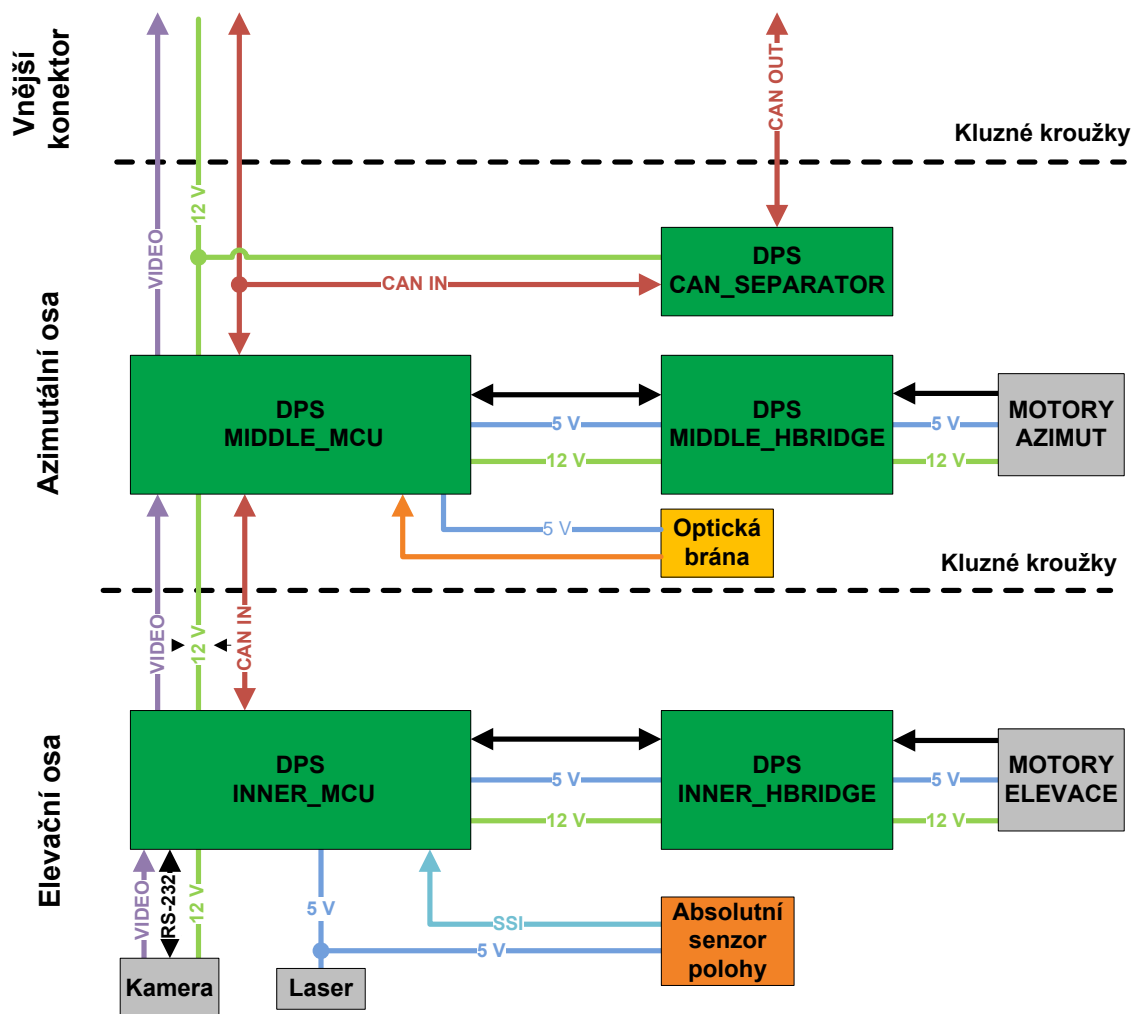 Vnější
konektor
CAN OUT
Kluzné kroužky
12 V
VIDEO
DPS
CAN_SEPARATOR
CAN IN
Azimutální osa
DPS
MIDDLE_MCU
DPS
MIDDLE_HBRIDGE
MOTORY
AZIMUT
5 V
5 V
12 V
12 V
5 V
Optická
brána
Kluzné kroužky
VIDEO
12 V
CAN IN
Elevační osa
DPS
INNER_MCU
DPS
INNER_HBRIDGE
MOTORY
ELEVACE
5 V
5 V
12 V
12 V
VIDEO
RS-232
12 V
5 V
SSI
5 V
Absolutní
senzor
polohy
Kamera
Laser